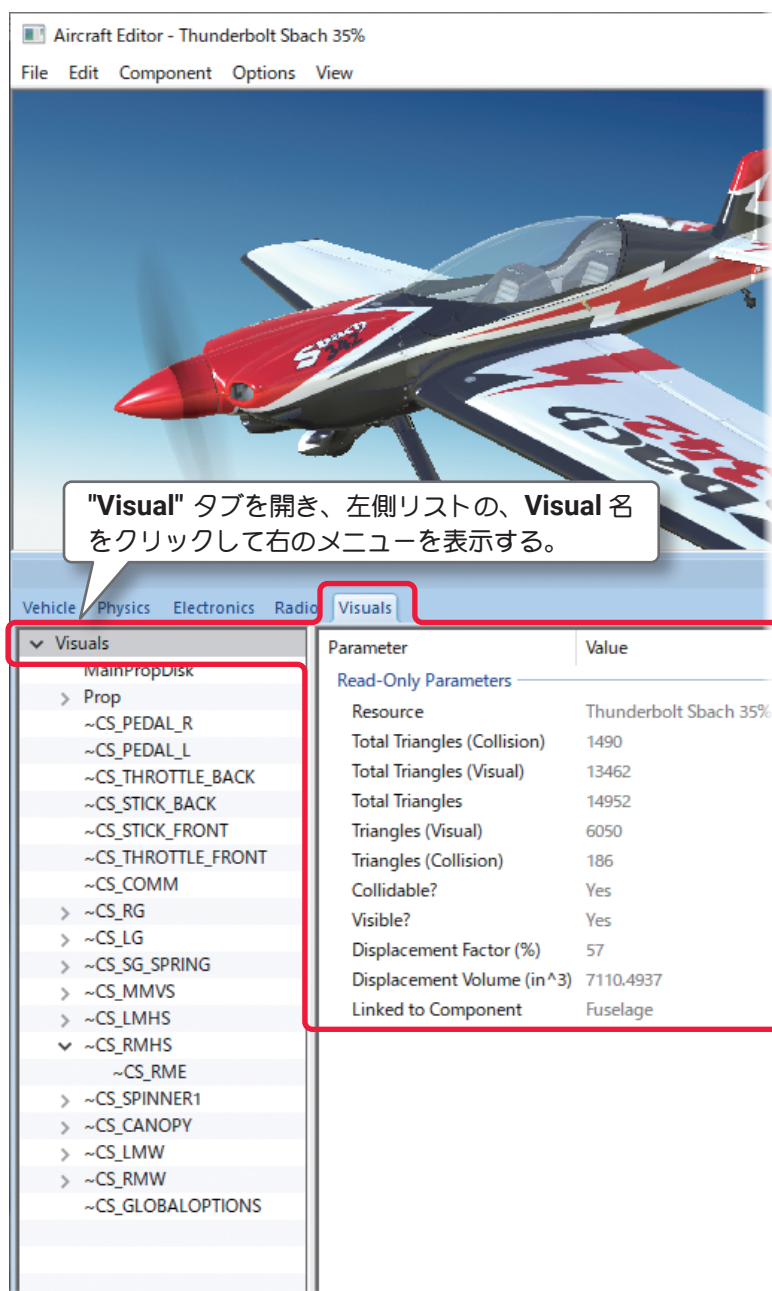 Aircraft Editor - Thunderbolt Sbach 35%
File Edit Component Options View
Sbach
342
bach
342
"Visual" タブを開き、左側リストの、Visual 名
をクリックして右のメニューを表示する。
Vehicle Physics Electronics Radio Visuals
Visuals
MainPropDisk
Prop
~CS_PEDAL_R
~CS_PEDAL_L
~CS_THROTTLE_BACK
~CS_STICK_BACK
~CS_STICK_FRONT
~CS_THROTTLE_FRONT
~CS_COMM
~CS_RG
~CS_LG
~CS_SG_SPRING
~CS_MMVS
~CS_LMHS
~CS_RMHS
~CS_RME
~CS_SPINNER1
~CS_CANOPY
~CS_LMW
~CS_RMW
~CS_GLOBALOPTIONS
Parameter Value
Read-Only Parameters
Resource Thunderbolt Sbach 35%
Total Triangles (Collision) 1490
Total Triangles (Visual) 13462
Total Triangles 14952
Triangles (Visual) 6050
Triangles (Collision) 186
Collidable? Yes
Visible? Yes
Displacement Factor (%) 57
Displacement Volume (in^3) 7110.4937
Linked to Component Fuselage